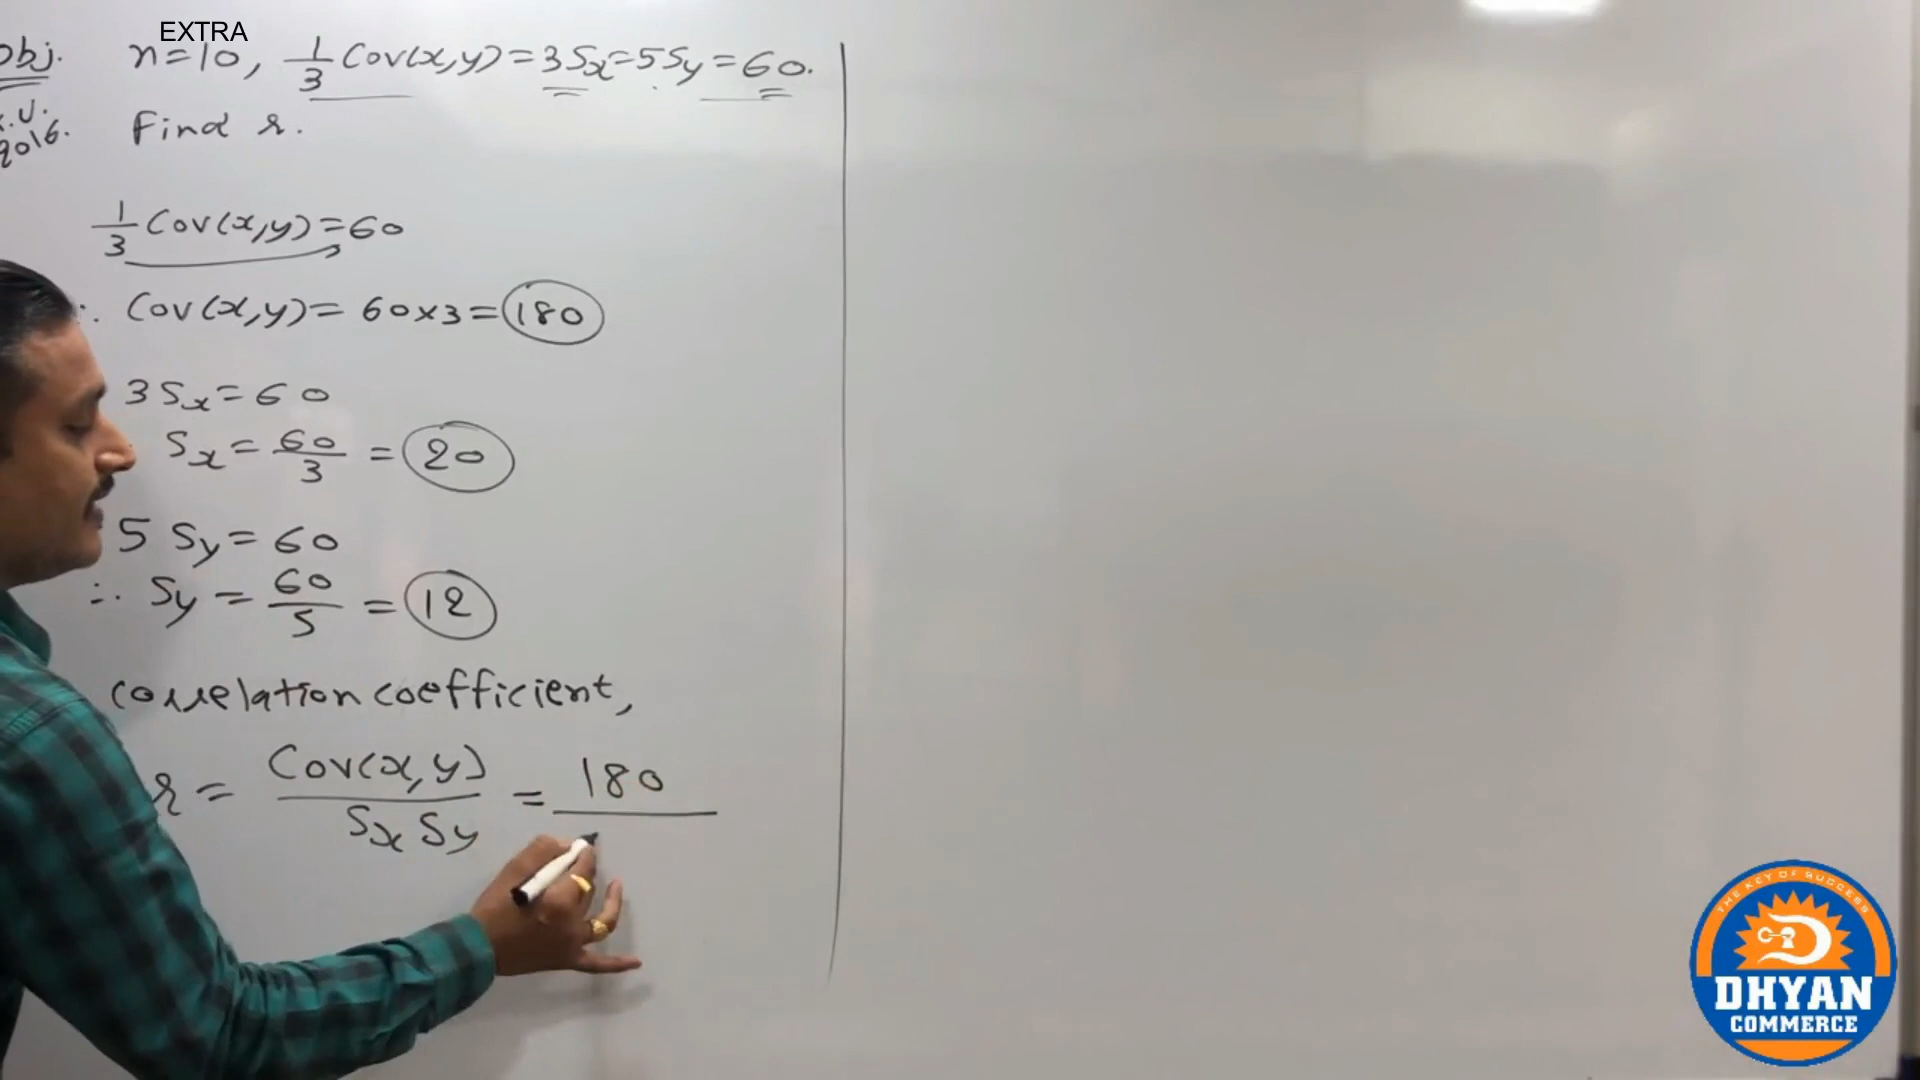 EXTRA
obj. n=10, 1/3 Cov(x,y)=3Sx=5Sy=60.
.U. Find r.
2016.
1/3 Cov(x,y)=60
∴ Cov(x,y)= 60×3=180
3Sx=60
Sx=60/3=20
5 Sy=60
∴ Sy=60/5=12
correlation coefficient,
r = Cov(x,y)/SxSy = 180
THE KEY OF SUCCESS
DHYAN
COMMERCE